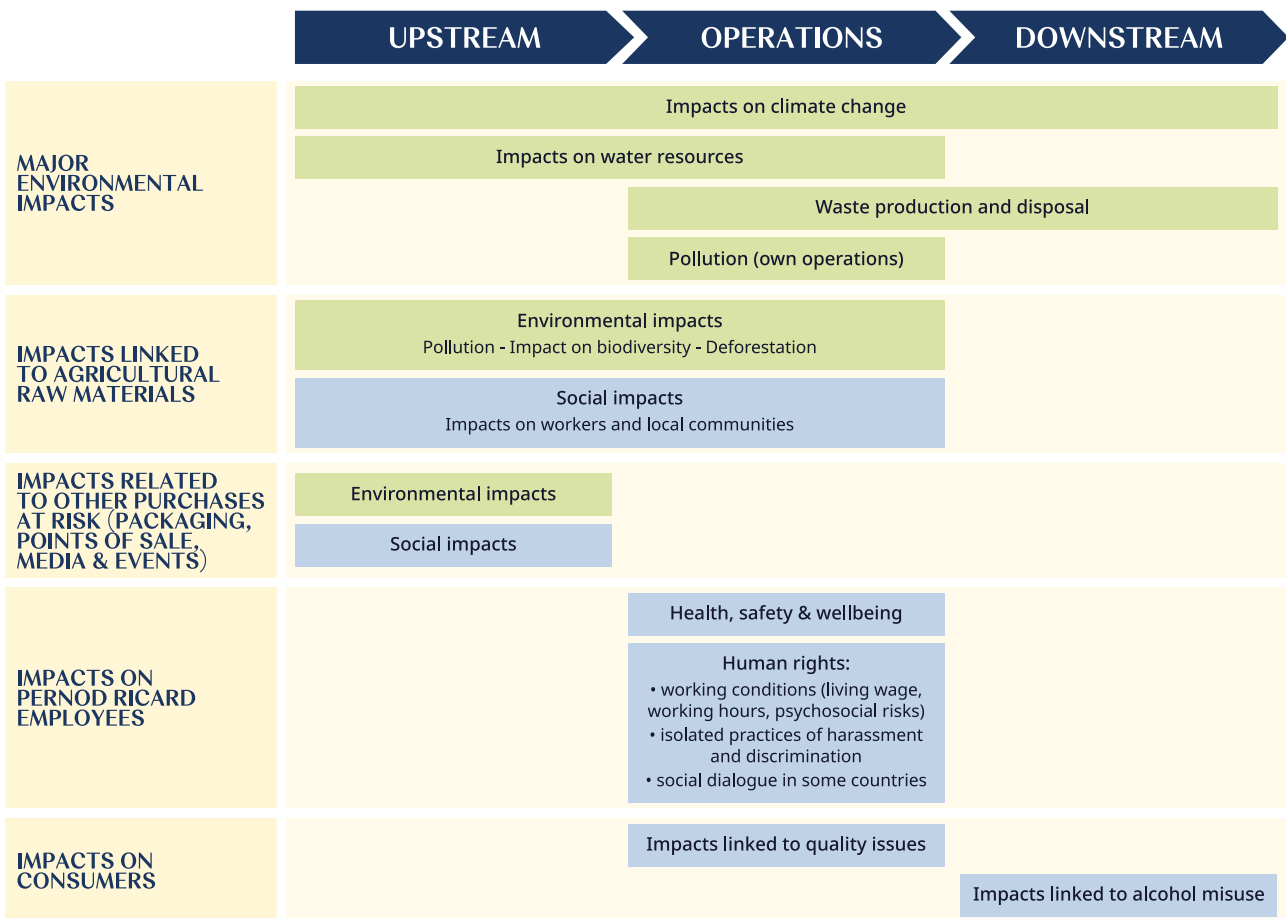 UPSTREAM
OPERATIONS
DOWNSTREAM
MAJOR
ENVIRONMENTAL
IMPACTS
Impacts on climate change
Impacts on water resources
Waste production and disposal
Pollution (own operations)
IMPACTS LINKED
TO AGRICULTURAL
RAW MATERIALS
Environmental impacts
Pollution - Impact on biodiversity - Deforestation
Social impacts
Impacts on workers and local communities
IMPACTS RELATED
TO OTHER PURCHASES
AT RISK (PACKAGING,
POINTS OF SALE,
MEDIA & EVENTS)
Environmental impacts
Social impacts
IMPACTS ON
PERNOD RICARD
EMPLOYEES
Health, safety & wellbeing
Human rights:
• working conditions (living wage,
working hours, psychosocial risks)
• isolated practices of harassment
and discrimination
• social dialogue in some countries
IMPACTS ON
CONSUMERS
Impacts linked to quality issues
Impacts linked to alcohol misuse